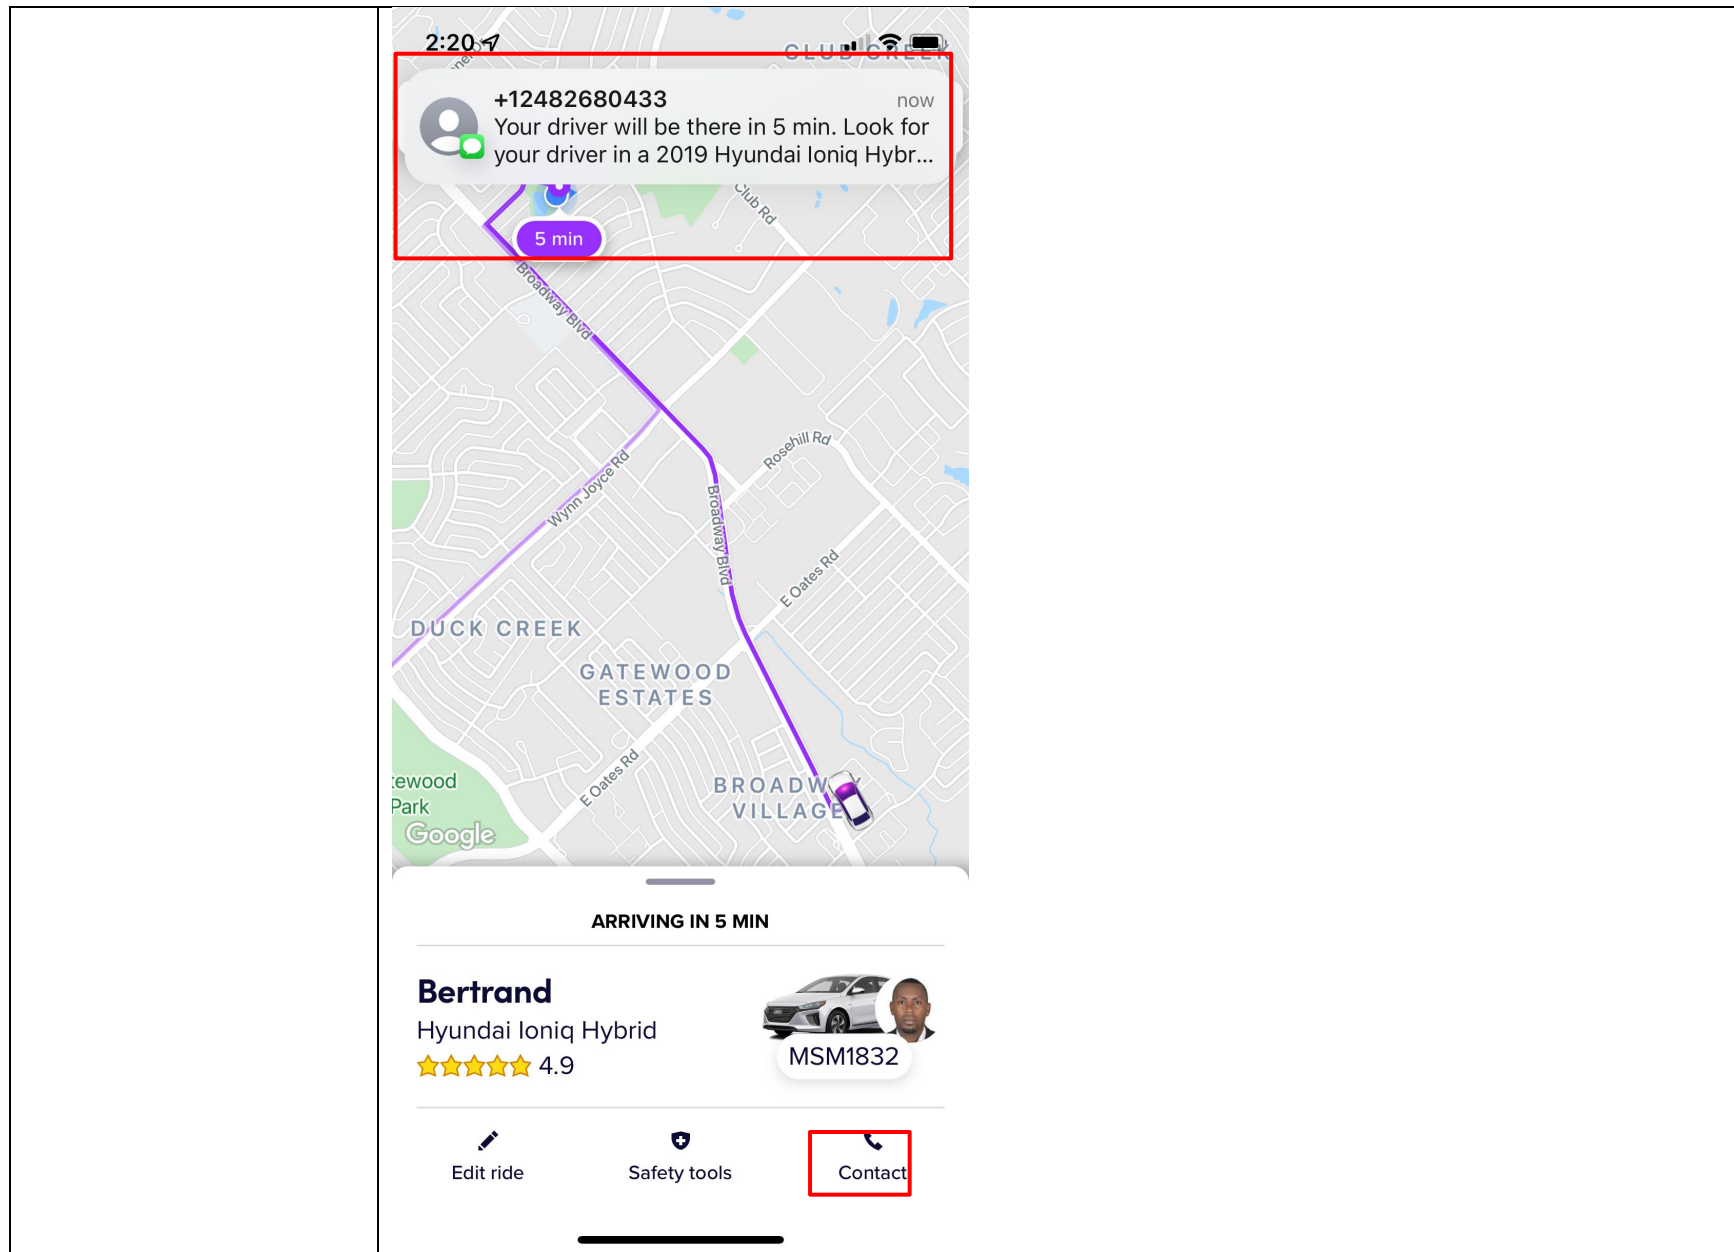 2:20
CLUB CREEK
+12482680433
now
Your driver will be there in 5 min. Look for
your driver in a 2019 Hyundai Ioniq Hybr...
Club Rd
5 min
Broadway Blvd
Rosehill Rd
Wynn Joyce Rd
Broadway Blvd
E Oates Rd
DUCK CREEK
GATEWOOD
ESTATES
E Oates Rd
tewood
Park
BROADW Y
VILLAGE
Google
ARRIVING IN 5 MIN
Bertrand
Hyundai Ioniq Hybrid
4.9
MSM1832
Edit ride
Safety tools
Contact